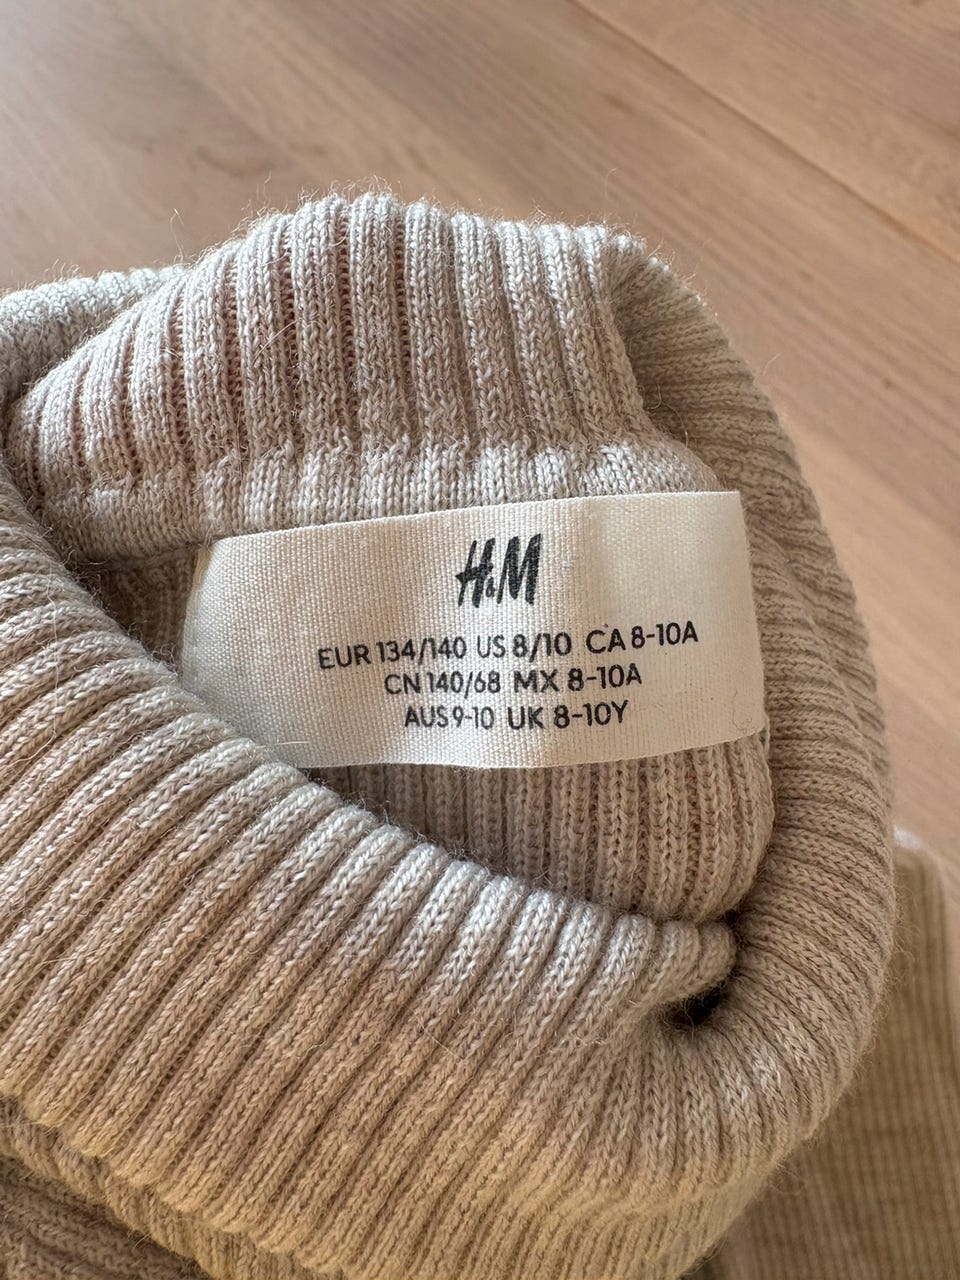 H&M
EUR 134/140 US 8/10 CA 8-10A
CN 140/68 MX 8-10A
AUS 9-10 UK 8-10Y